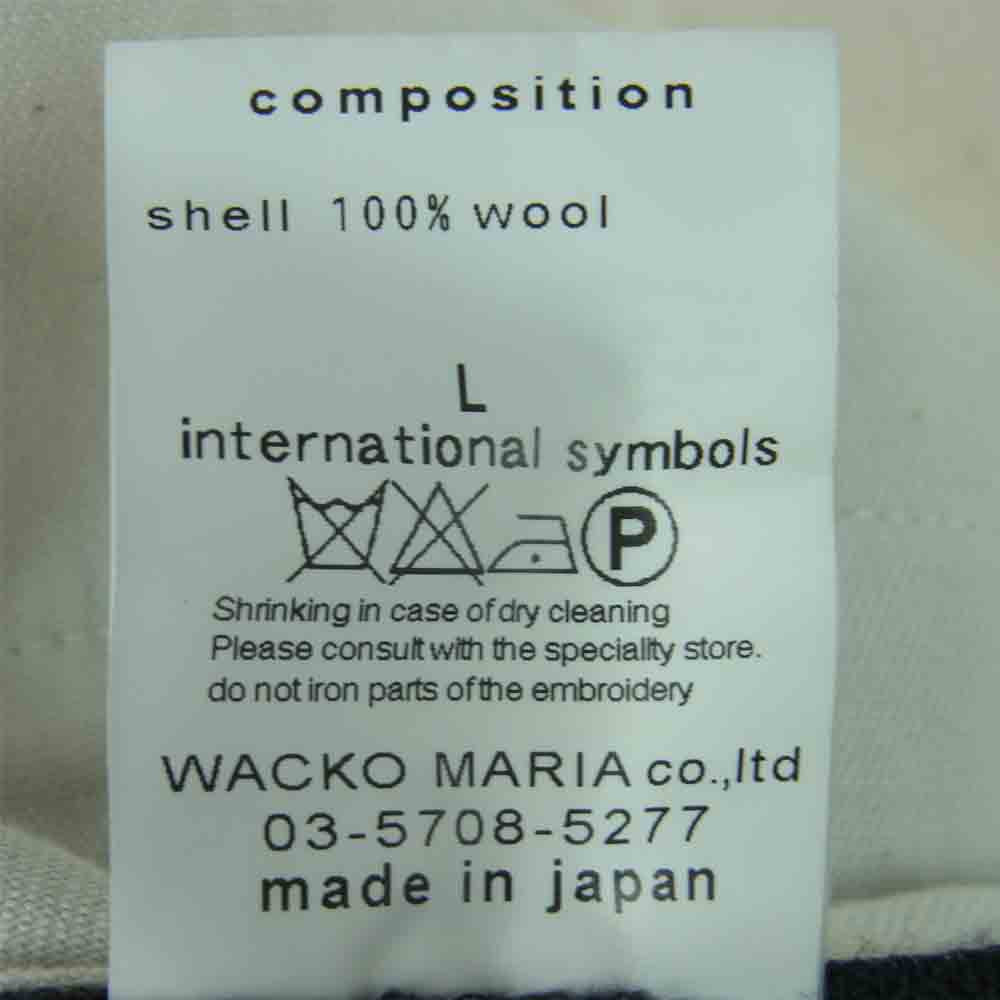 composition
shell 100% wool
L
international symbols
P
Shrinking in case of dry cleaning
Please consult with the speciality store.
do not iron parts of the embroidery
WACKO MARIA co.,ltd
03-5708-5277
made in japan